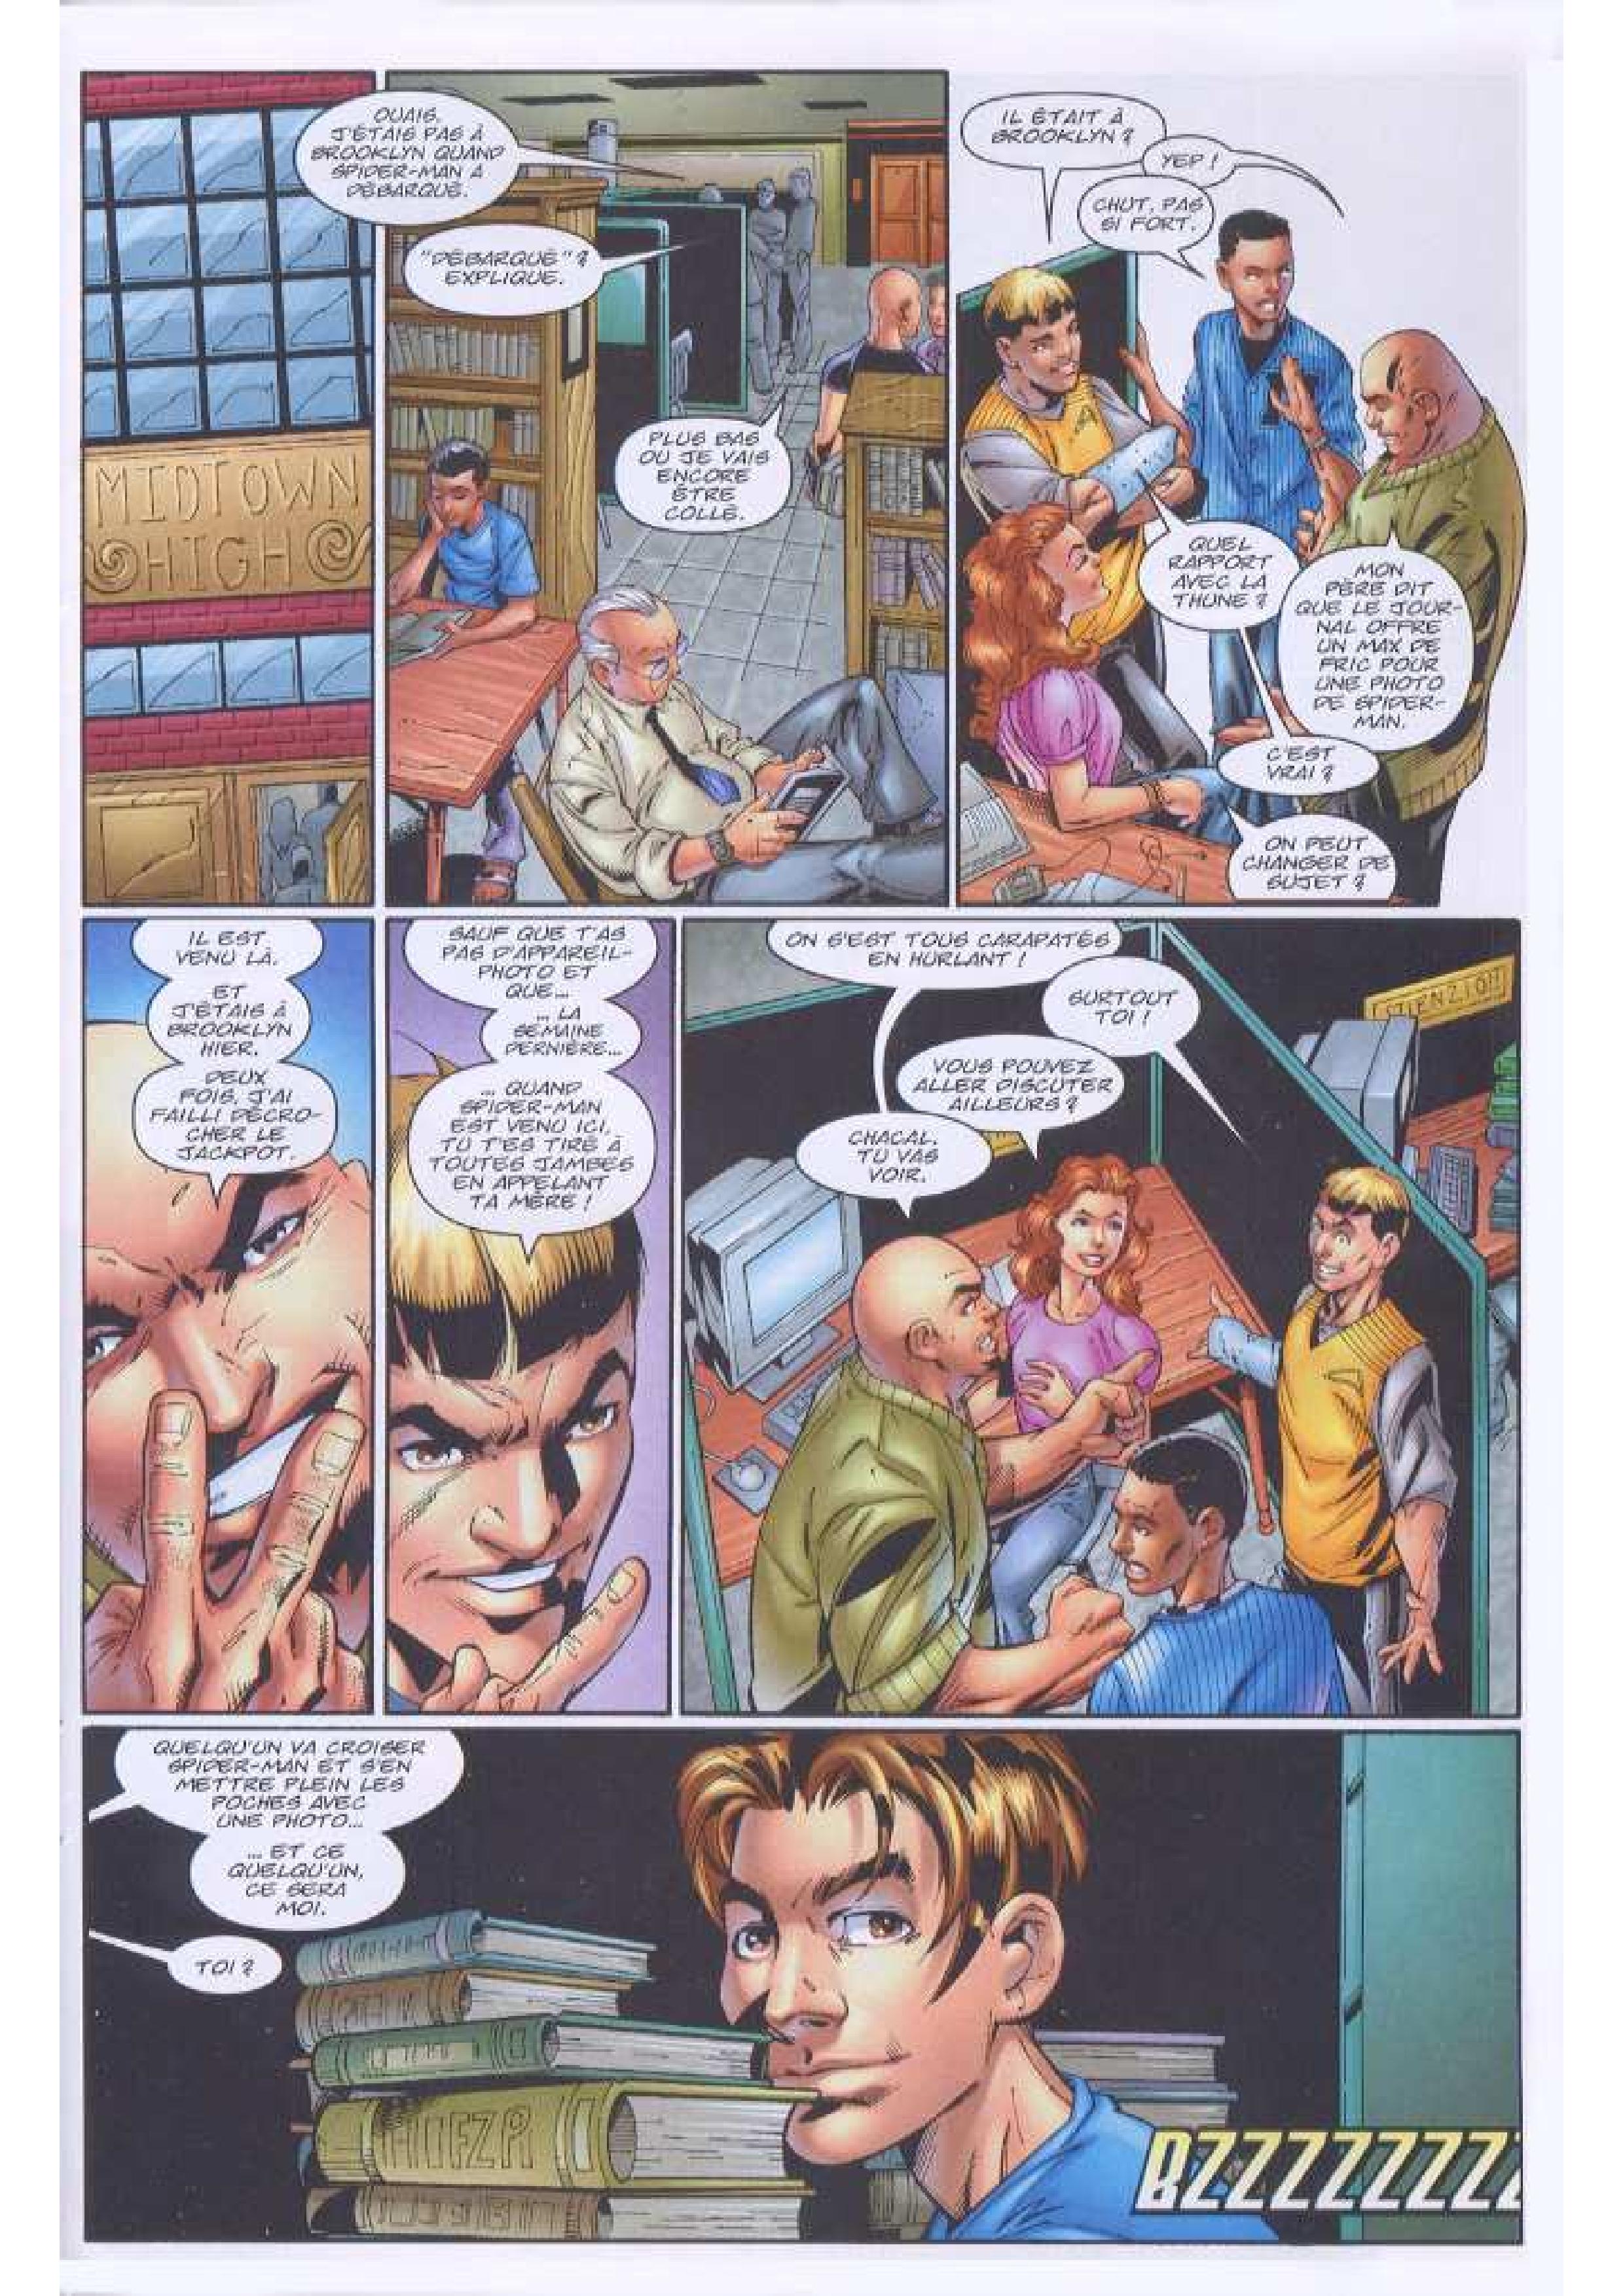 OUAIS.
J'ÉTAIS PAS À
BROOKLYN QUAND
SPIDER-MAN A
DÉBARQUÉ.
"DÉBARQUÉ" ?
EXPLIQUE.
PLUS BAS
OU JE VAIS
ENCORE
ÊTRE
COLLÉ.
MIDTOWN
HIGH
IL ÉTAIT À
BROOKLYN ?
YEP !
CHUT, PAS
SI FORT.
QUEL
RAPPORT
AVEC LA
THUNE ?
MON
PÈRE DIT
QUE LE JOUR-
NAL OFFRE
UN MAX DE
FRIC POUR
UNE PHOTO
DE SPIDER-
MAN.
C'EST
VRAI ?
ON PEUT
CHANGER DE
SUJET ?
IL EST
VENU LÀ.
ET
J'ÉTAIS À
BROOKLYN
HIER.
DEUX
FOIS, J'AI
FAILLI DÉCRO-
CHER LE
JACKPOT.
SAUF QUE T'AS
PAS D'APPAREIL-
PHOTO ET
QUE...
... LA
SEMAINE
DERNIÈRE...
... QUAND
SPIDER-MAN
EST VENU ICI,
TU T'ES TIRÉ À
TOUTES JAMBES
EN APPELANT
TA MÈRE !
ON S'EST TOUS CARAPATÉS
EN HURLANT !
SURTOUT
TOI !
VOUS POUVEZ
ALLER DISCUTER
AILLEURS ?
CHACAL.
TU VAS
VOIR.
QUELQU'UN VA CROISER
SPIDER-MAN ET S'EN
METTRE PLEIN LES
POCHES AVEC
UNE PHOTO...
... ET CE
QUELQU'UN,
CE SERA
MOI.
TOI ?
BZZZZZZZZ